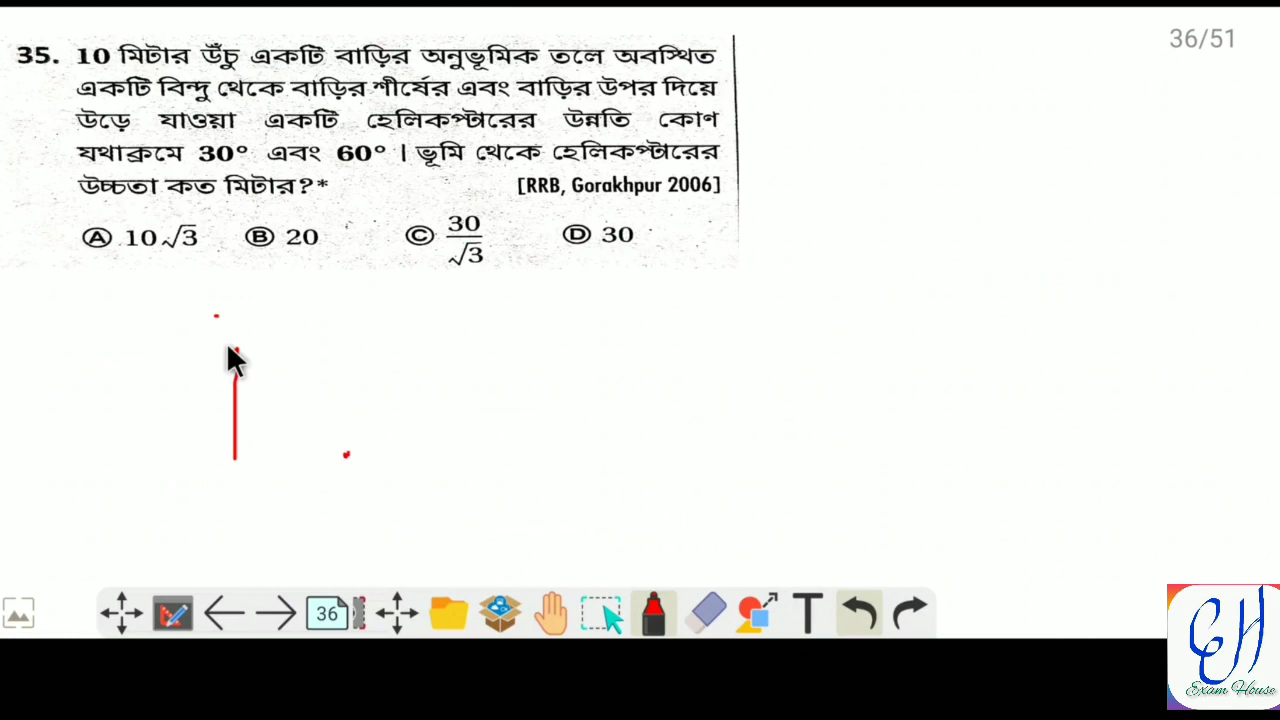 36/51
35. 10 মিটার উঁচু একটি বাড়ির অনুভূমিক তলে অবস্থিত
একটি বিন্দু থেকে বাড়ির শীর্ষের এবং বাড়ির উপর দিয়ে
উড়ে যাওয়া একটি হেলিকপ্টারের উন্নতি কোণ
যথাক্রমে 30° এবং 60° । ভূমি থেকে হেলিকপ্টারের
উচ্চতা কত মিটার?* [RRB, Gorakhpur 2006]
Ⓐ 10√3 Ⓑ 20 Ⓒ 30/√3 Ⓓ 30
36
T
EH
Exam House